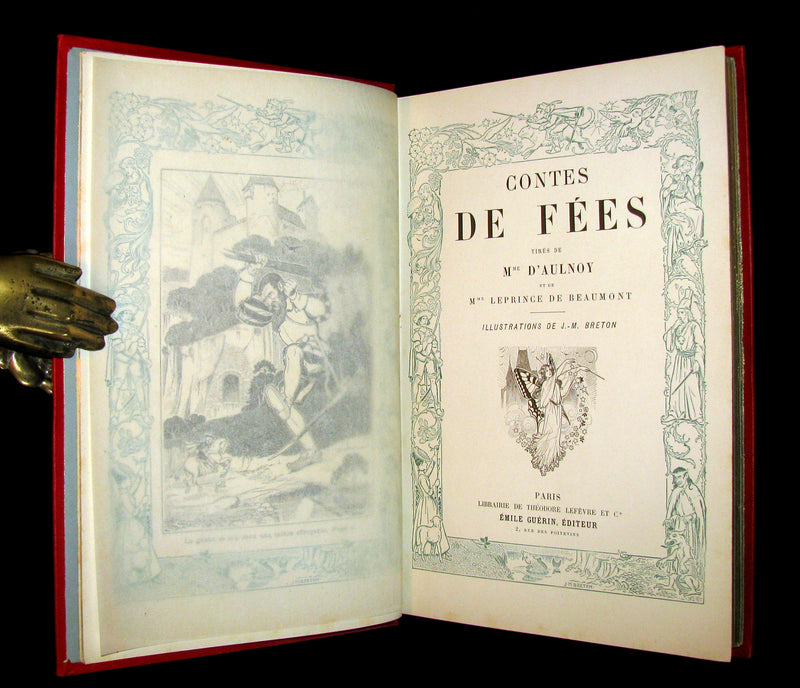 CONTES
DE FÉES
TIRÉS DE
Mme D'AULNOY
ET DE
Mme LEPRINCE DE BEAUMONT
ILLUSTRATIONS DE J.-M. BRETON
PARIS
LIBRAIRIE DE THÉODORE LEFÈVRE ET Cie
ÉMILE GUÉRIN, ÉDITEUR
2, RUE DES POITEVINS
J.M. BRETON